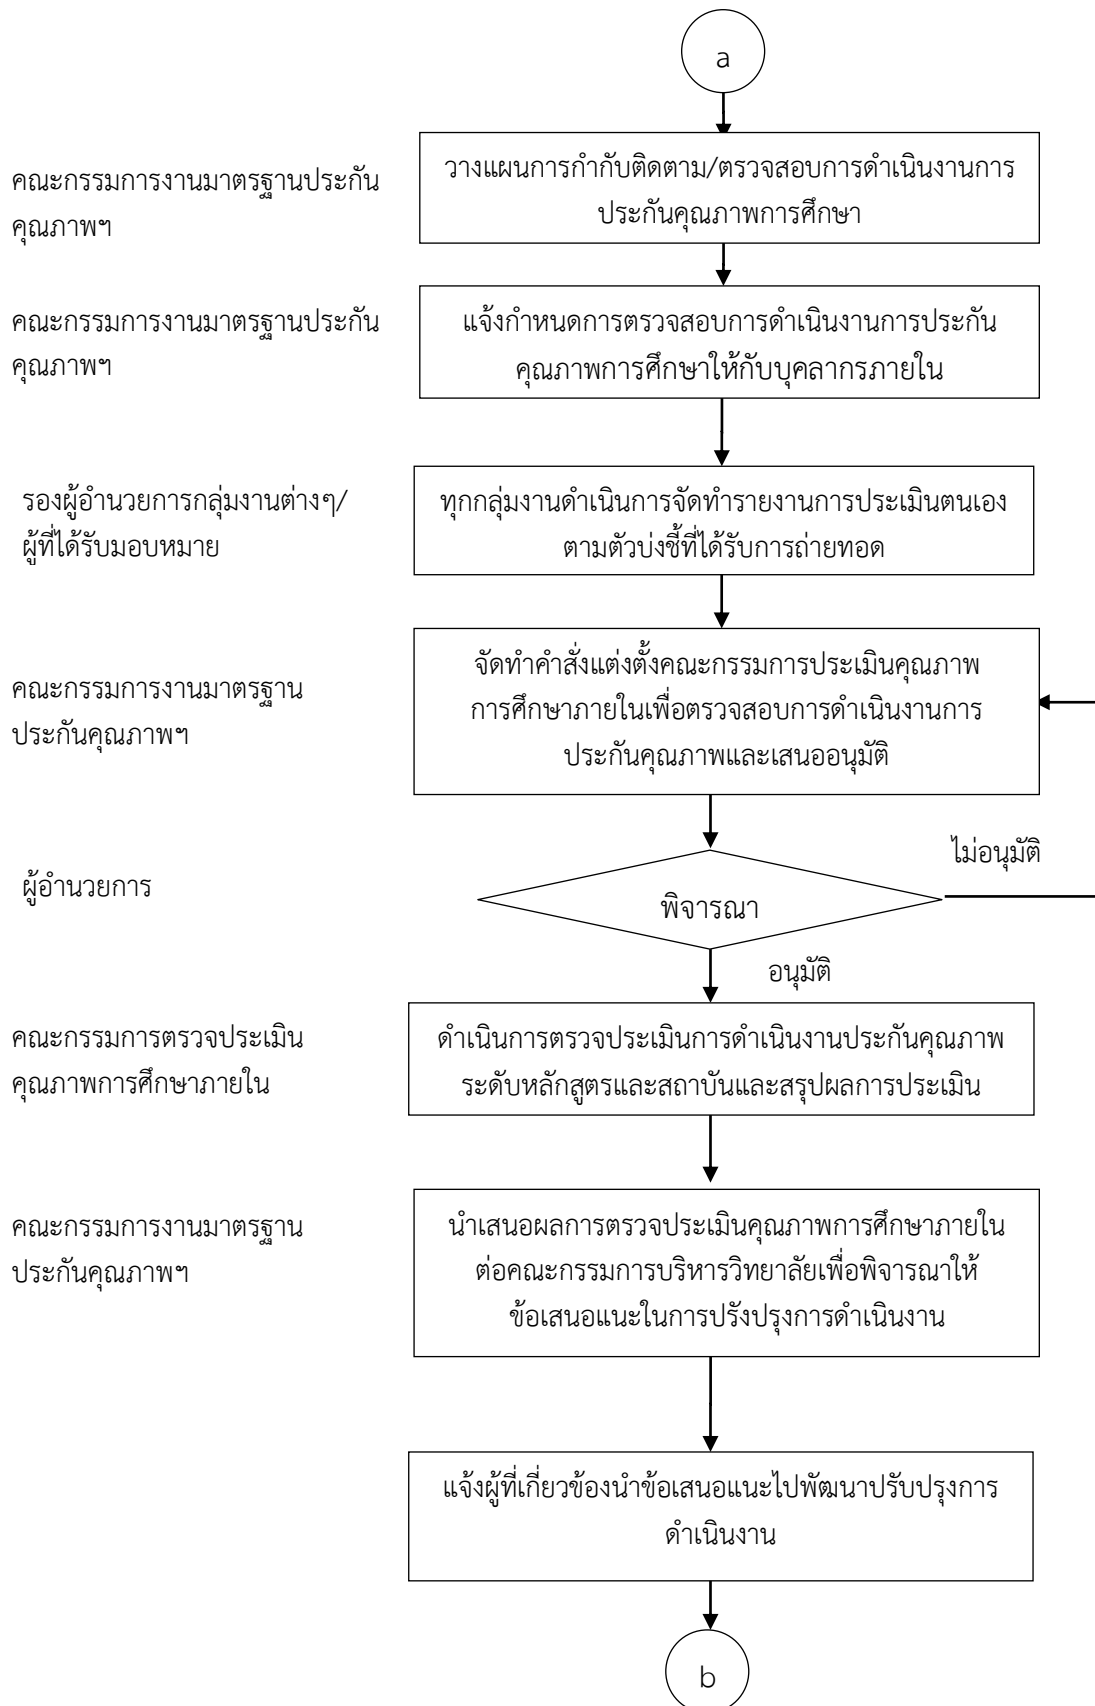 a
คณะกรรมการงานมาตรฐานประกัน
คุณภาพฯ
วางแผนการกำกับติดตาม/ตรวจสอบการดำเนินงานการ
ประกันคุณภาพการศึกษา
คณะกรรมการงานมาตรฐานประกัน
คุณภาพฯ
แจ้งกำหนดการตรวจสอบการดำเนินงานการประกัน
คุณภาพการศึกษาให้กับบุคลากรภายใน
รองผู้อำนวยการกลุ่มงานต่างๆ/
ผู้ที่ได้รับมอบหมาย
ทุกกลุ่มงานดำเนินการจัดทำรายงานการประเมินตนเอง
ตามตัวบ่งชี้ที่ได้รับการถ่ายทอด
คณะกรรมการงานมาตรฐาน
ประกันคุณภาพฯ
จัดทำคำสั่งแต่งตั้งคณะกรรมการประเมินคุณภาพ
การศึกษาภายในเพื่อตรวจสอบการดำเนินงานการ
ประกันคุณภาพและเสนออนุมัติ
ไม่อนุมัติ
ผู้อำนวยการ
พิจารณา
อนุมัติ
คณะกรรมการตรวจประเมิน
คุณภาพการศึกษาภายใน
ดำเนินการตรวจประเมินการดำเนินงานประกันคุณภาพ
ระดับหลักสูตรและสถาบันและสรุปผลการประเมิน
คณะกรรมการงานมาตรฐาน
ประกันคุณภาพฯ
นำเสนอผลการตรวจประเมินคุณภาพการศึกษาภายใน
ต่อคณะกรรมการบริหารวิทยาลัยเพื่อพิจารณาให้
ข้อเสนอแนะในการปรังปรุงการดำเนินงาน
แจ้งผู้ที่เกี่ยวข้องนำข้อเสนอแนะไปพัฒนาปรับปรุงการ
ดำเนินงาน
b